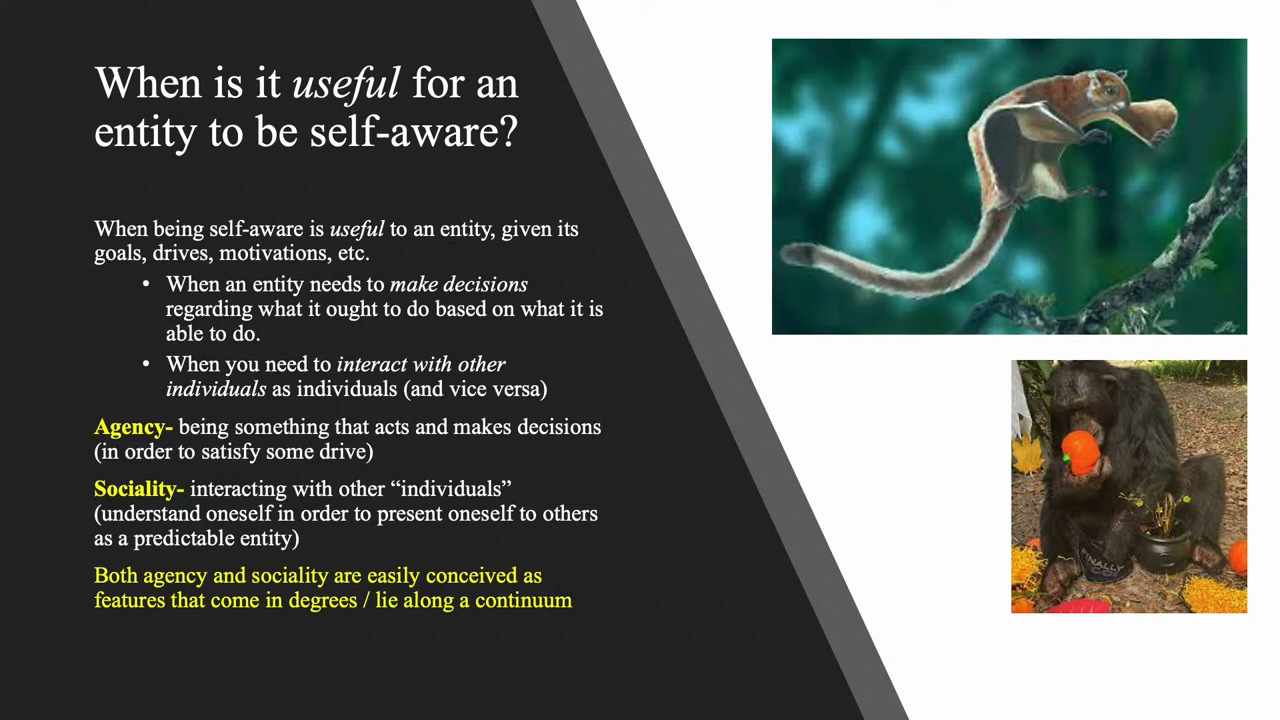 When is it useful for an
entity to be self-aware?
When being self-aware is useful to an entity, given its
goals, drives, motivations, etc.
• When an entity needs to make decisions
regarding what it ought to do based on what it is
able to do.
• When you need to interact with other
individuals as individuals (and vice versa)
Agency- being something that acts and makes decisions
(in order to satisfy some drive)
Sociality- interacting with other “individuals”
(understand oneself in order to present oneself to others
as a predictable entity)
Both agency and sociality are easily conceived as
features that come in degrees / lie along a continuum
FINALLY